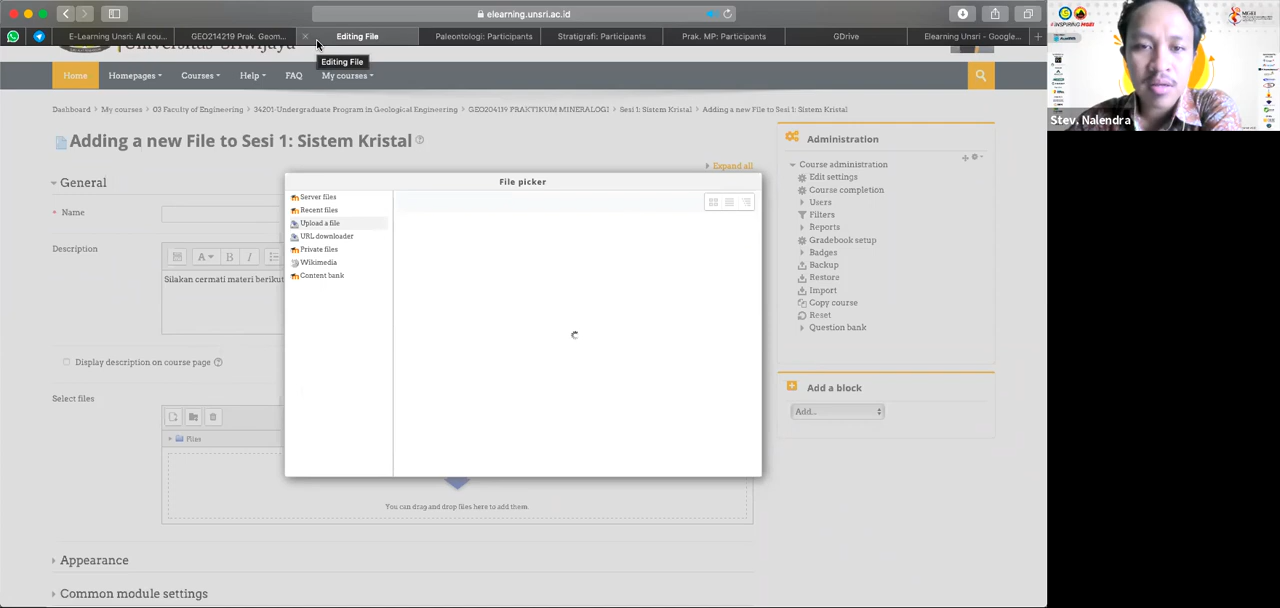 elearning.unsri.ac.id
E-Learning Unsri: All cou...
GEO214219 Prak. Geom...
Editing File
Paleontologi: Participants
Stratigrafi: Participants
Prak. MP: Participants
GDrive
Elearning Unsri - Google...
Editing File
Home
Homepages
Courses
Help
FAQ
My courses
Dashboard > My courses > 03 Faculty of Engineering > 34201-Undergraduate Program in Geological Engineering > GEO204119 PRAKTIKUM MINERALOGI > Sesi 1: Sistem Kristal > Adding a new File to Sesi 1: Sistem Kristal
Adding a new File to Sesi 1: Sistem Kristal
Expand all
General
Name
Description
Silakan cermati materi berikut
Display description on course page
Select files
Files
You can drag and drop files here to add them.
Appearance
Common module settings
File picker
Server files
Recent files
Upload a file
URL downloader
Private files
Wikimedia
Content bank
Administration
Course administration
Edit settings
Course completion
Users
Filters
Reports
Gradebook setup
Badges
Backup
Restore
Import
Copy course
Reset
Question bank
Add a block
Add...
Stev, Nalendra